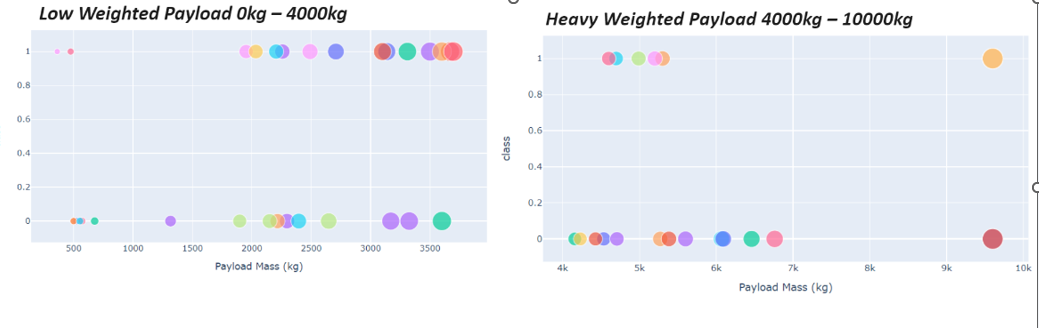 Low Weighted Payload 0kg – 4000kg
1
0.8
0.6
0.4
0.2
0
500 1000 1500 2000 2500 3000 3500
Payload Mass (kg)
Heavy Weighted Payload 4000kg – 10000kg
class
1
0.8
0.6
0.4
0.2
0
4k 5k 6k 7k 8k 9k 10k
Payload Mass (kg)